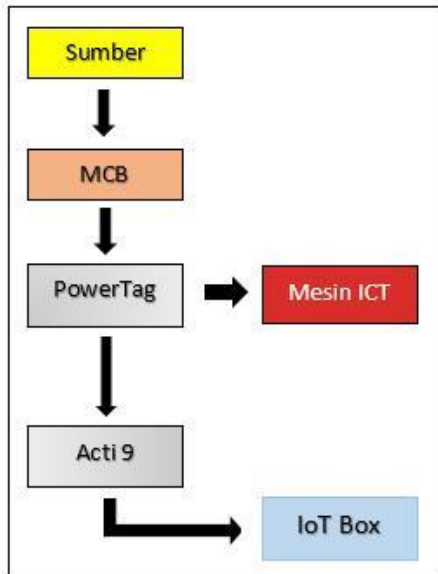 Sumber
MCB
PowerTag
Mesin ICT
Acti 9
IoT Box